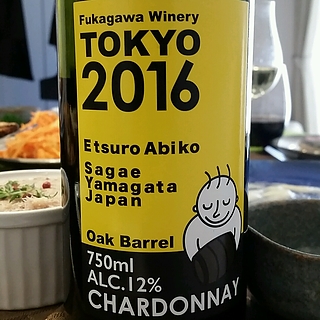 Fukagawa Winery
TOKYO
2016
Etsuro Abiko
Sagae
Yamagata
Japan
Oak Barrel
750ml
ALC.12%
CHARDONNAY